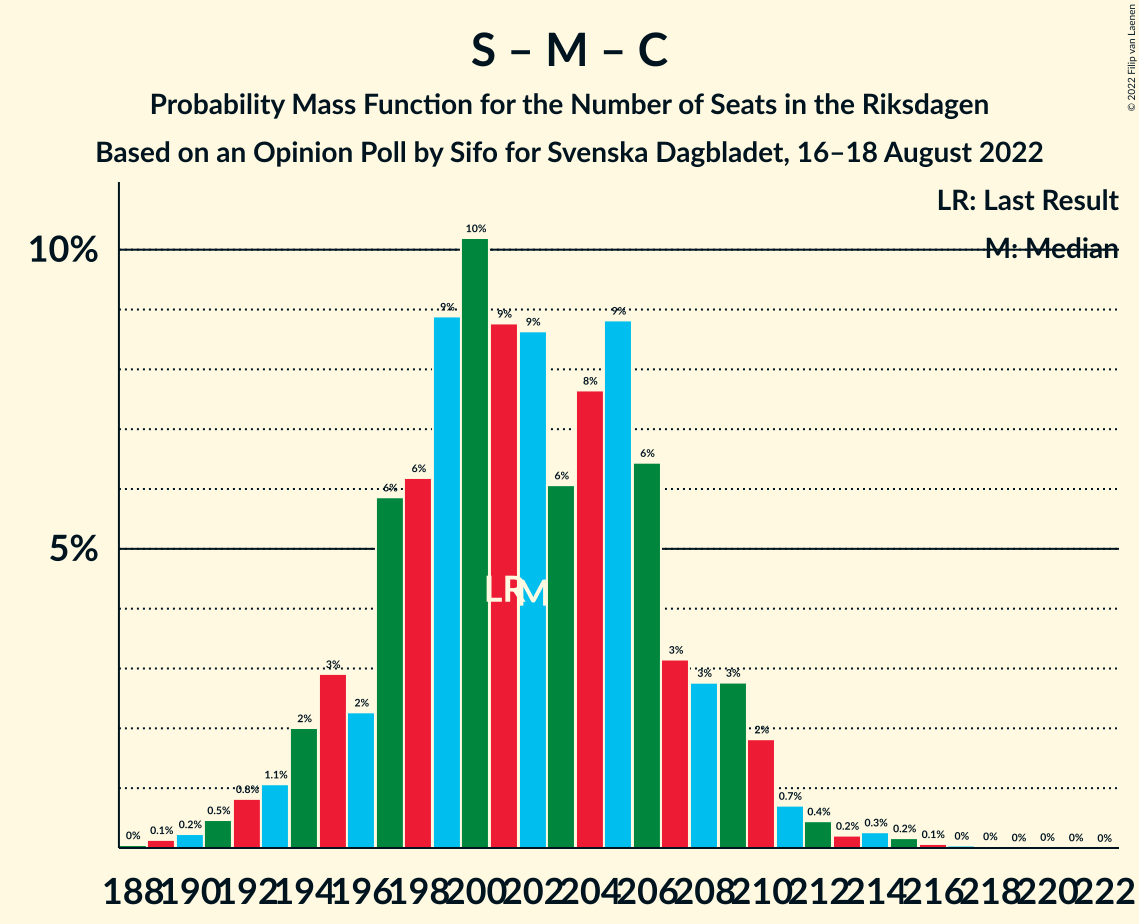 S – M – C
Probability Mass Function for the Number of Seats in the Riksdagen
Based on an Opinion Poll by Sifo for Svenska Dagbladet, 16–18 August 2022
© 2022 Filip van Laenen
LR: Last Result
M: Median
10%
5%
0% 0.1% 0.2% 0.5% 0.8% 1.1% 2% 3% 2% 6% 6% 9% 10% 9% 9% 6% 8% 9% 6% 3% 3% 3% 2% 0.7% 0.4% 0.2% 0.3% 0.2% 0.1% 0% 0% 0% 0% 0% 0%
LR M
188 190 192 194 196 198 200 202 204 206 208 210 212 214 216 218 220 222